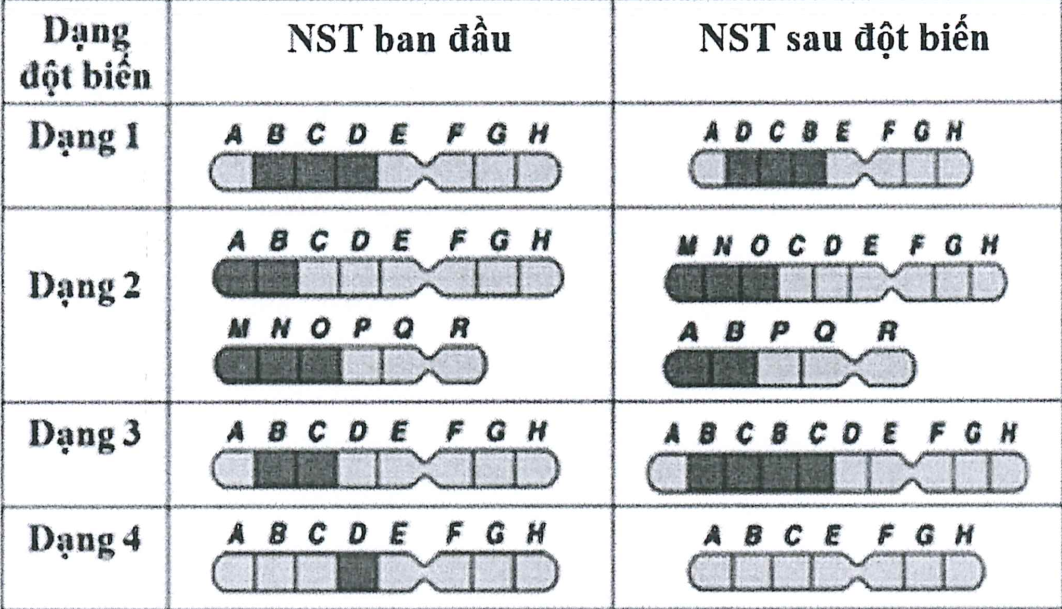 Dạng đột biến
NST ban đầu
NST sau đột biến
Dạng 1
A B C D E F G H
A D C B E F G H
Dạng 2
A B C D E F G H
M N O C D E F G H
M N O P Q R
A B P Q R
Dạng 3
A B C D E F G H
A B C B C D E F G H
Dạng 4
A B C D E F G H
A B C E F G H